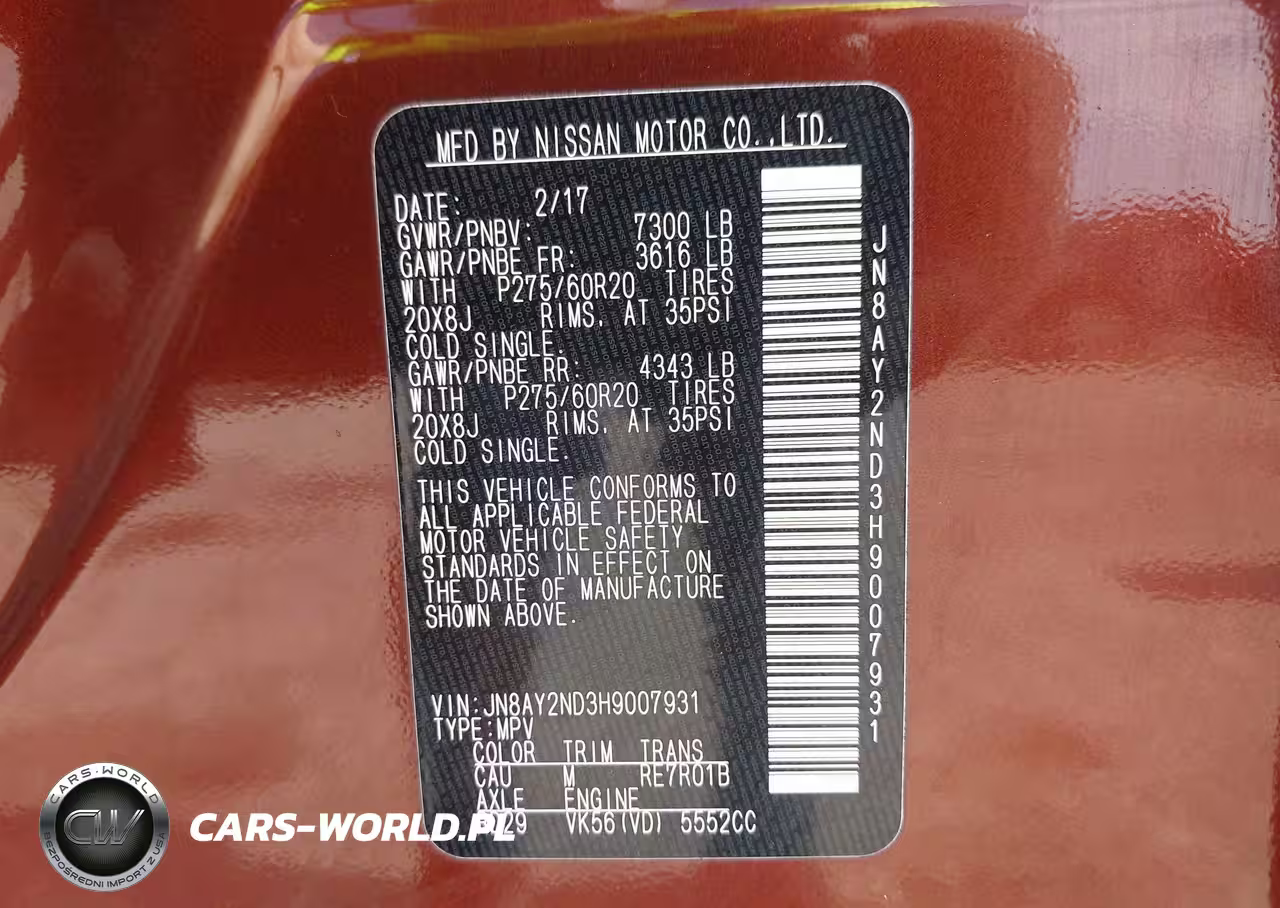 MFD BY NISSAN MOTOR CO.,LTD.
DATE: 2/17
GVWR/PNBV: 7300 LB
GAWR/PNBE FR: 3616 LB
WITH P275/60R20 TIRES
20X8J RIMS. AT 35PSI
COLD SINGLE.
GAWR/PNBE RR: 4343 LB
WITH P275/60R20 TIRES
20X8J RIMS. AT 35PSI
COLD SINGLE.
THIS VEHICLE CONFORMS TO
ALL APPLICABLE FEDERAL
MOTOR VEHICLE SAFETY
STANDARDS IN EFFECT ON
THE DATE OF MANUFACTURE
SHOWN ABOVE.
VIN:JN8AY2ND3H9007931
TYPE:MPV
COLOR TRIM TRANS
CAU M RE7R01B
AXLE ENGINE
VK56(VD) 5552CC
JN8AY2ND3H9007931
CARS-WORLD
CW
BEZPOŚREDNI IMPORT Z USA
CARS-WORLD.PL